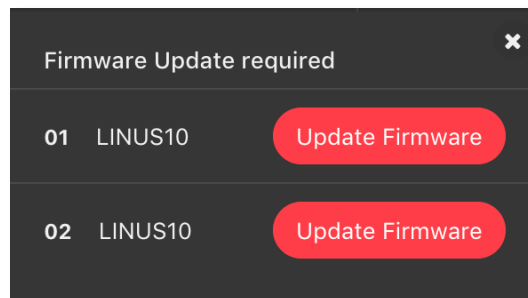 Firmware Update required
01 LINUS10 Update Firmware
02 LINUS10 Update Firmware